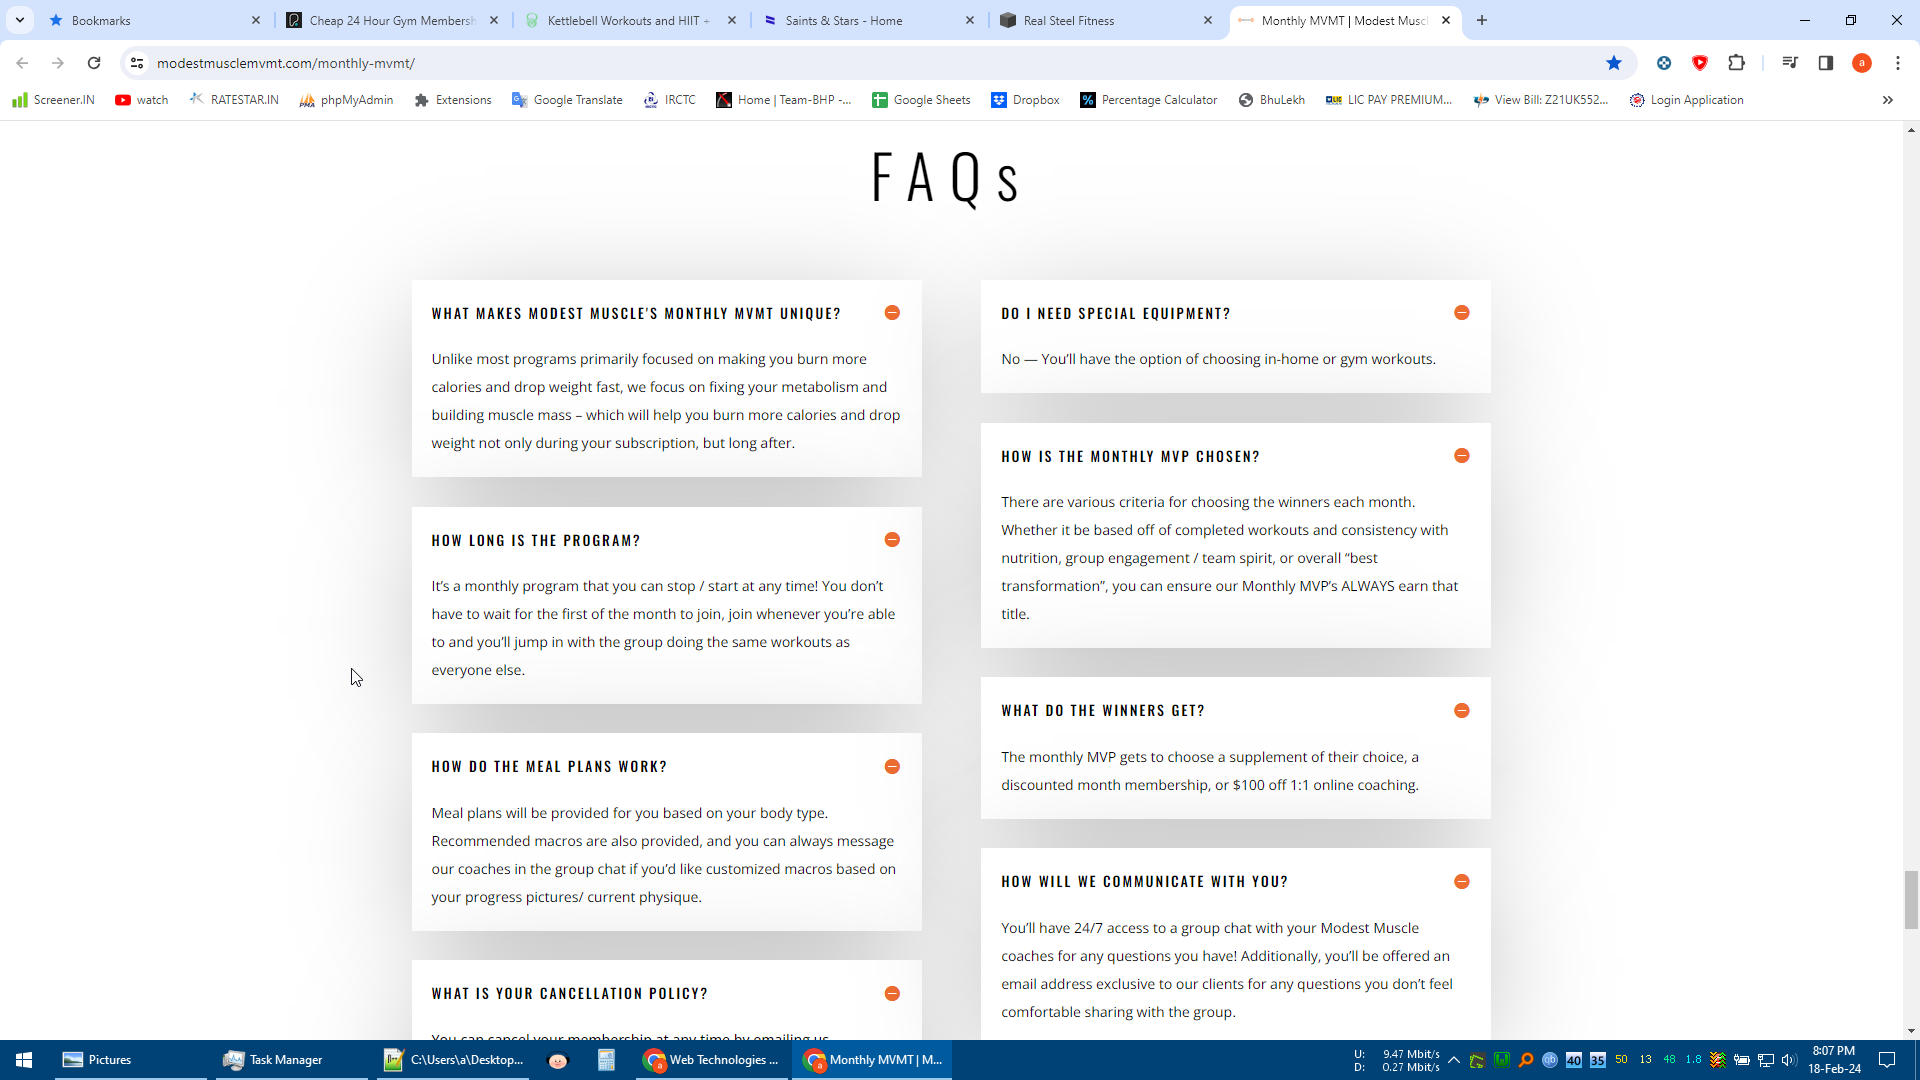 Bookmarks
Cheap 24 Hour Gym Membersh
Kettlebell Workouts and HIIT +
Saints & Stars - Home
Real Steel Fitness
Monthly MVMT | Modest Muscl
modestmusclemvmt.com/monthly-mvmt/
a
Screener.IN
watch
RATESTAR.IN
phpMyAdmin
Extensions
Google Translate
IRCTC
Home | Team-BHP -...
Google Sheets
Dropbox
Percentage Calculator
BhuLekh
LIC PAY PREMIUM...
View Bill: Z21UK552...
Login Application
FAQs
WHAT MAKES MODEST MUSCLE'S MONTHLY MVMT UNIQUE?
Unlike most programs primarily focused on making you burn more
calories and drop weight fast, we focus on fixing your metabolism and
building muscle mass – which will help you burn more calories and drop
weight not only during your subscription, but long after.
HOW LONG IS THE PROGRAM?
It’s a monthly program that you can stop / start at any time! You don’t
have to wait for the first of the month to join, join whenever you’re able
to and you’ll jump in with the group doing the same workouts as
everyone else.
HOW DO THE MEAL PLANS WORK?
Meal plans will be provided for you based on your body type.
Recommended macros are also provided, and you can always message
our coaches in the group chat if you’d like customized macros based on
your progress pictures/ current physique.
WHAT IS YOUR CANCELLATION POLICY?
You can cancel your membership at any time by emailing us
DO I NEED SPECIAL EQUIPMENT?
No — You’ll have the option of choosing in-home or gym workouts.
HOW IS THE MONTHLY MVP CHOSEN?
There are various criteria for choosing the winners each month.
Whether it be based off of completed workouts and consistency with
nutrition, group engagement / team spirit, or overall “best
transformation”, you can ensure our Monthly MVP’s ALWAYS earn that
title.
WHAT DO THE WINNERS GET?
The monthly MVP gets to choose a supplement of their choice, a
discounted month membership, or $100 off 1:1 online coaching.
HOW WILL WE COMMUNICATE WITH YOU?
You’ll have 24/7 access to a group chat with your Modest Muscle
coaches for any questions you have! Additionally, you’ll be offered an
email address exclusive to our clients for any questions you don’t feel
comfortable sharing with the group.
Pictures
Task Manager
C:\Users\a\Desktop...
Web Technologies ...
Monthly MVMT | M...
U: 9.47 Mbit/s
D: 0.27 Mbit/s
40
35
50
13
48
1.8
8:07 PM
18-Feb-24